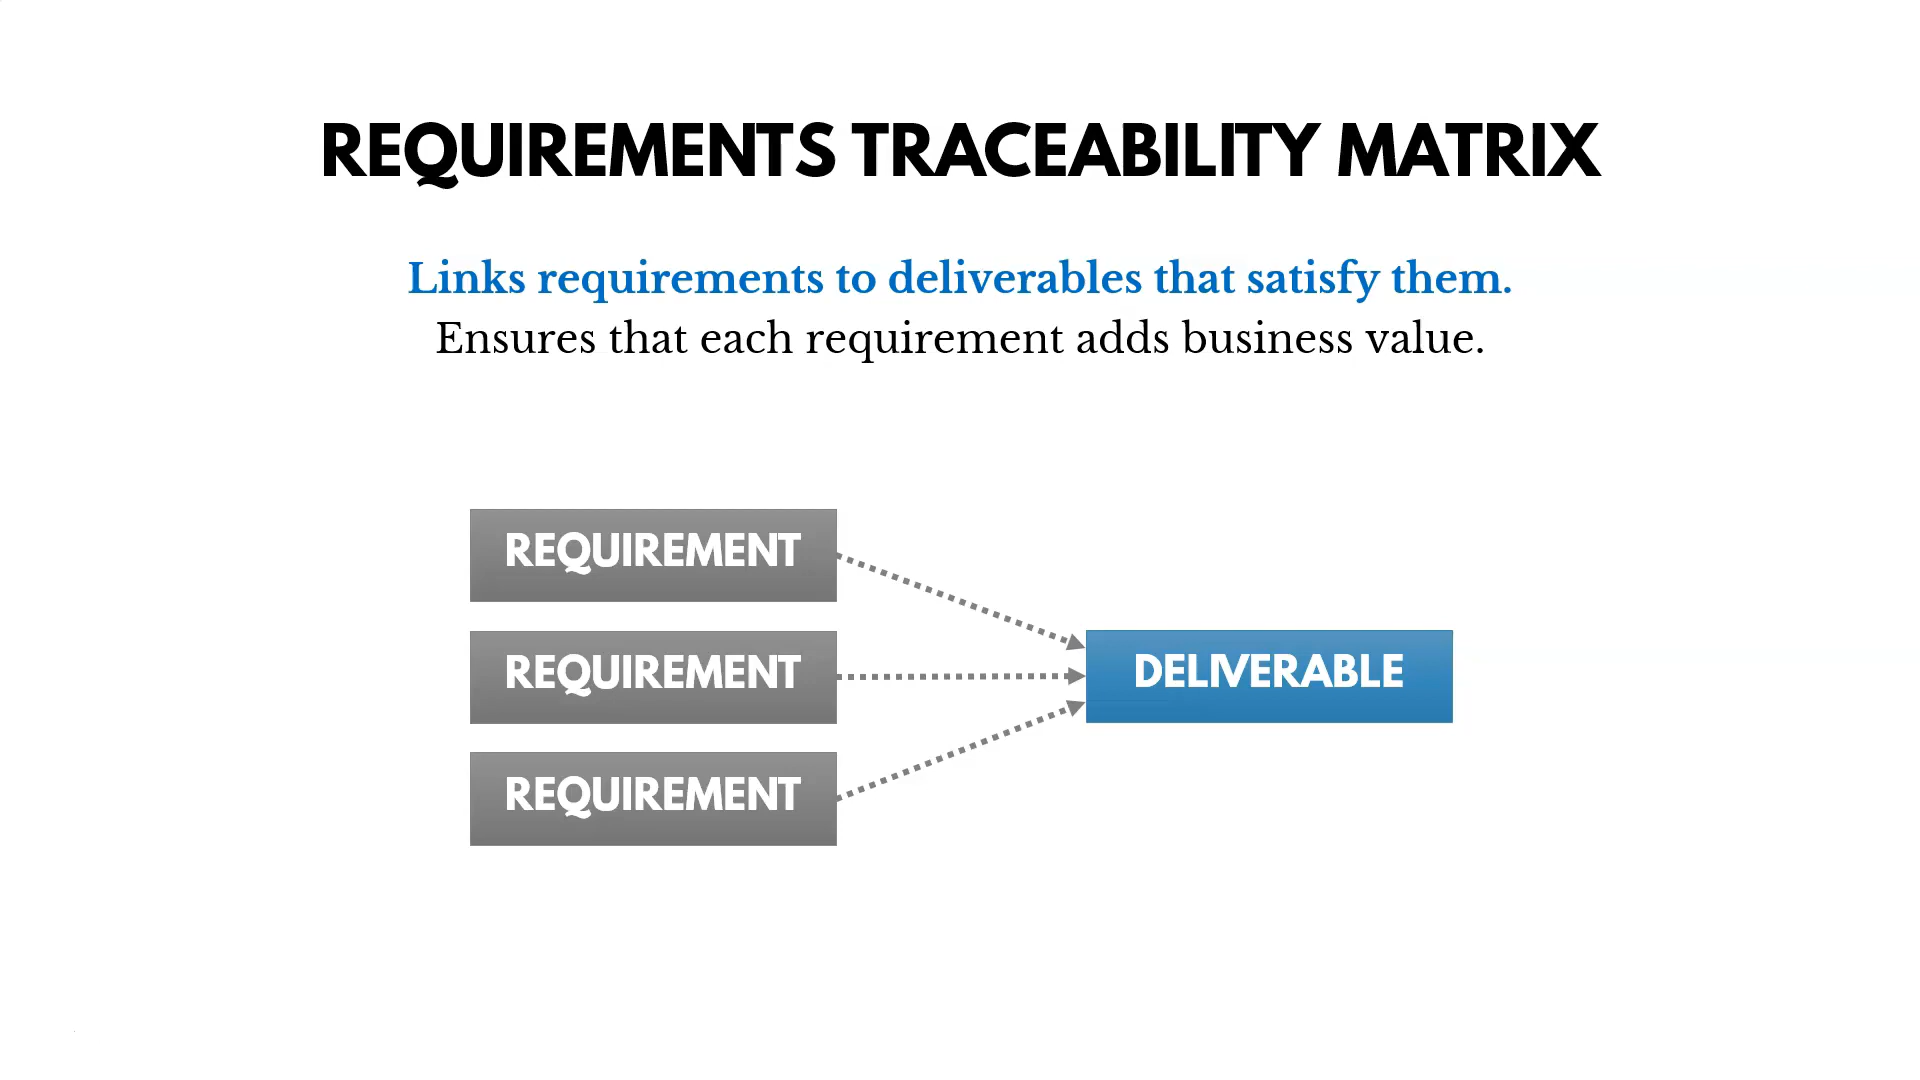 REQUIREMENTS TRACEABILITY MATRIX
Links requirements to deliverables that satisfy them.
Ensures that each requirement adds business value.
REQUIREMENT
REQUIREMENT
DELIVERABLE
REQUIREMENT